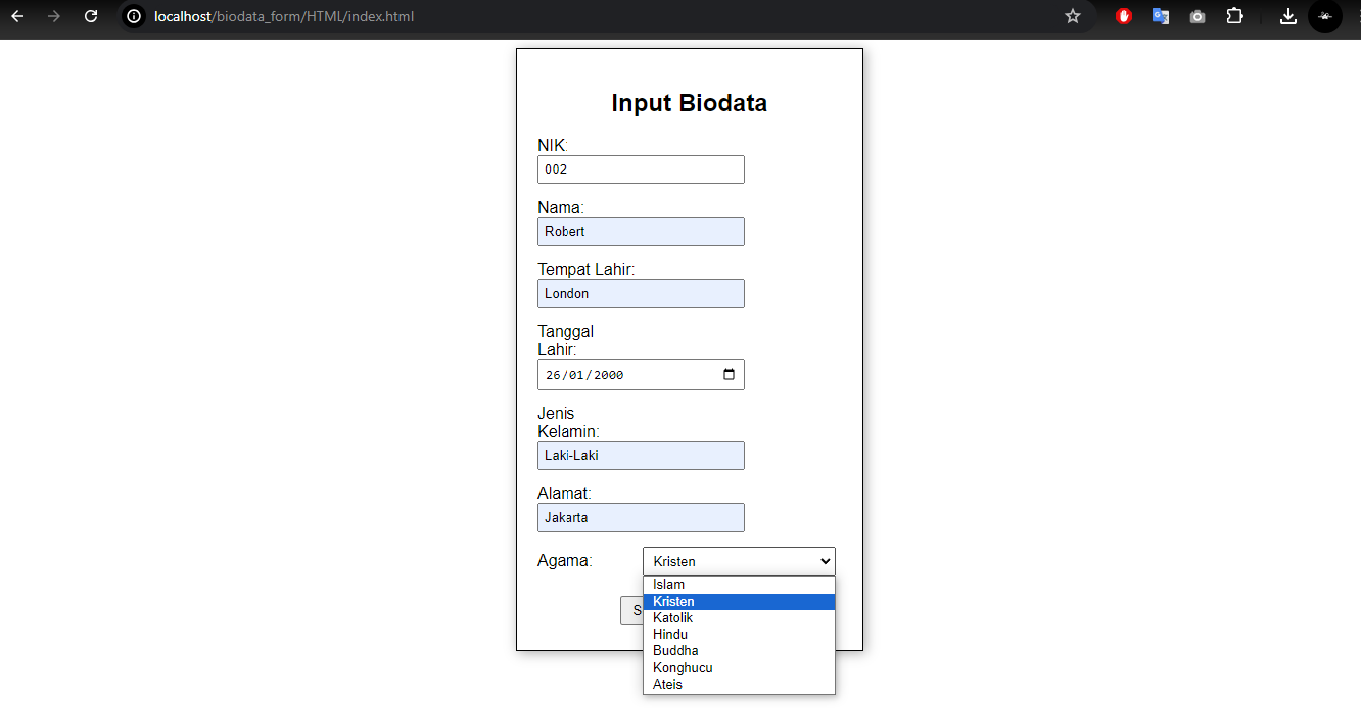 localhost/biodata_form/HTML/index.html
Input Biodata
NIK:
002
Nama:
Robert
Tempat Lahir:
London
Tanggal
Lahir:
26/01/2000
Jenis
Kelamin:
Laki-Laki
Alamat:
Jakarta
Agama: Kristen
Islam
Kristen
Katolik
Hindu
Buddha
Konghucu
Ateis